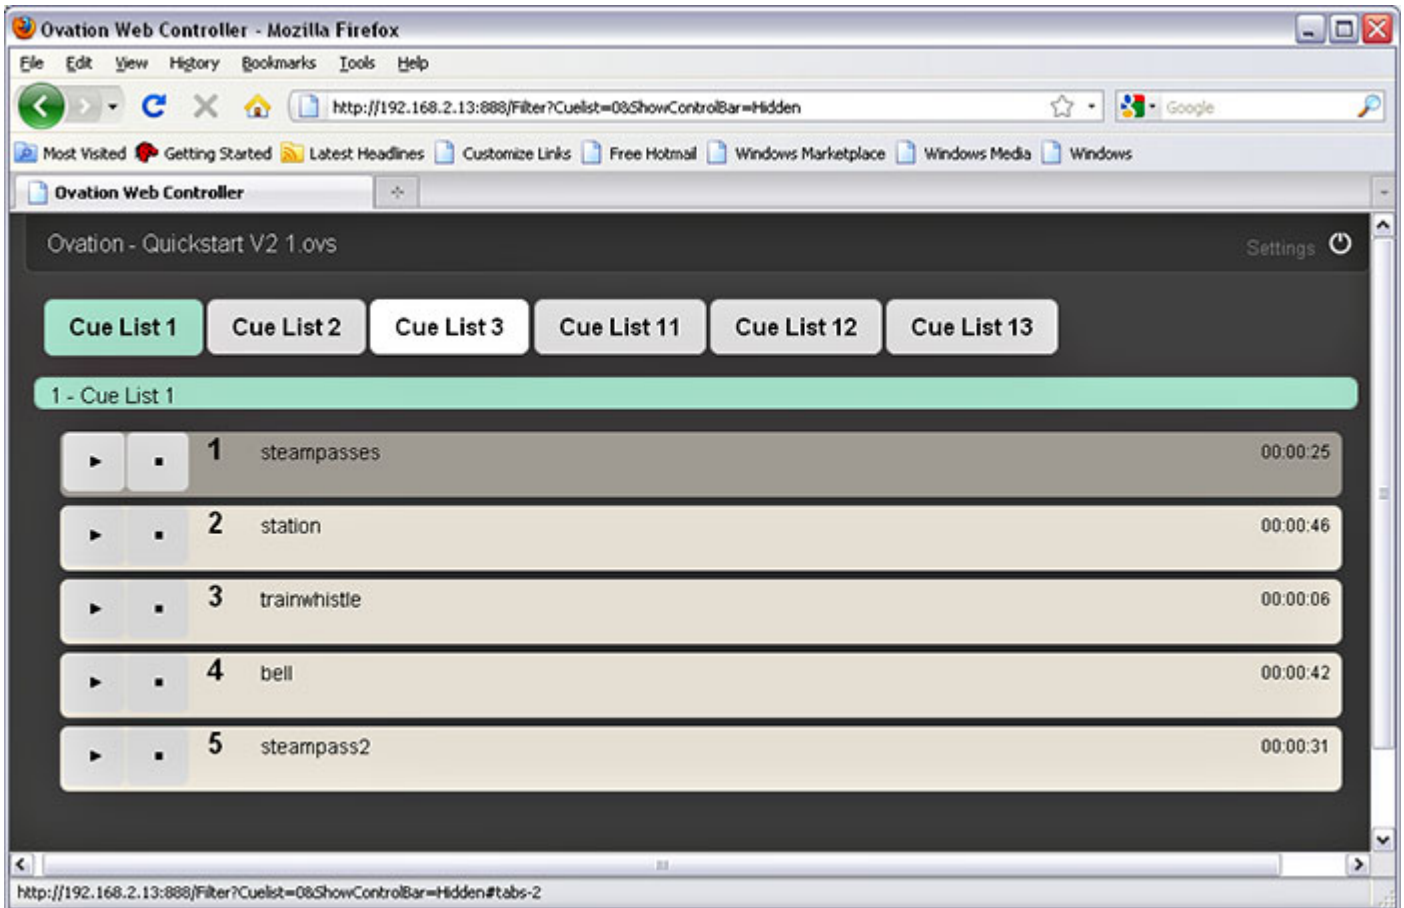 Ovation Web Controller - Mozilla Firefox
File Edit View History Bookmarks Tools Help
http://192.168.2.13:888/Filter?Cuelist=0&ShowControlBar=Hidden Google
Most Visited Getting Started Latest Headlines Customize Links Free Hotmail Windows Marketplace Windows Media Windows
Ovation Web Controller
Ovation - Quickstart V2 1.ovs Settings
Cue List 1 Cue List 2 Cue List 3 Cue List 11 Cue List 12 Cue List 13
1 - Cue List 1
1 steampasses 00:00:25
2 station 00:00:46
3 trainwhistle 00:00:06
4 bell 00:00:42
5 steampass2 00:00:31
http://192.168.2.13:888/Filter?Cuelist=0&ShowControlBar=Hidden#tabs-2